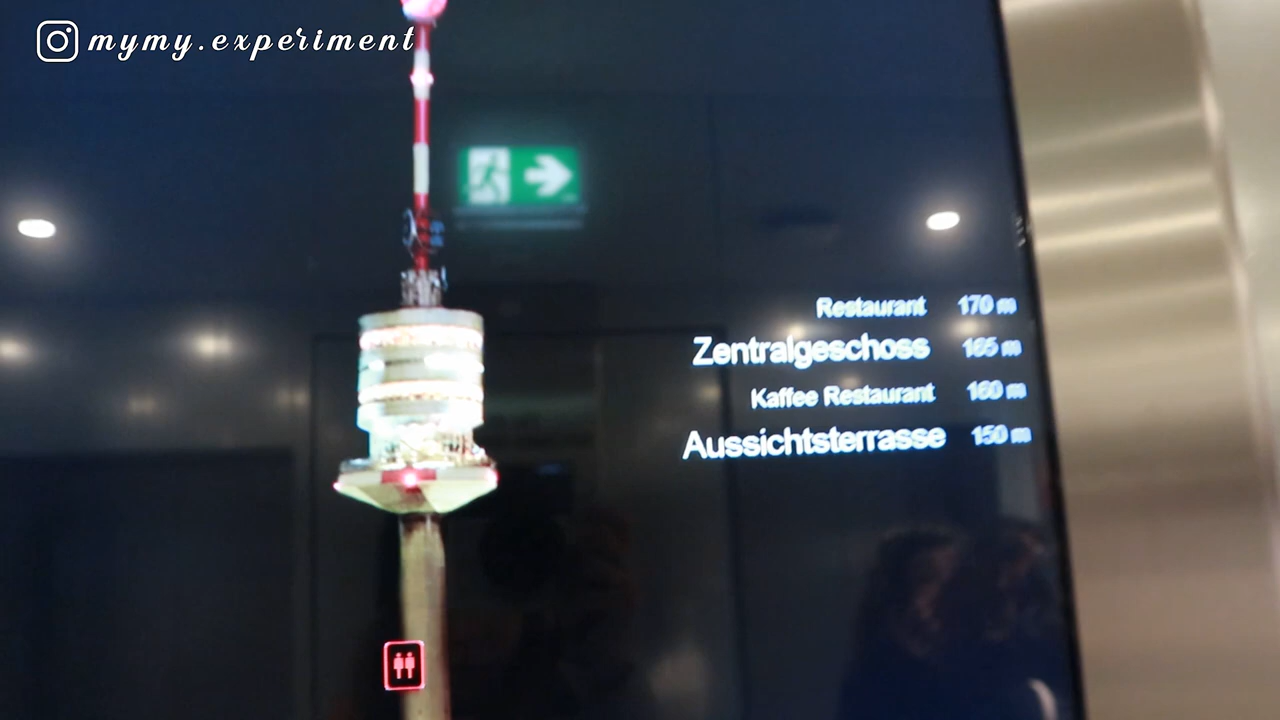 mymy.experiment
Restaurant 170 m
Zentralgeschoss 165 m
Kaffee Restaurant 160 m
Aussichtsterrasse 150 m